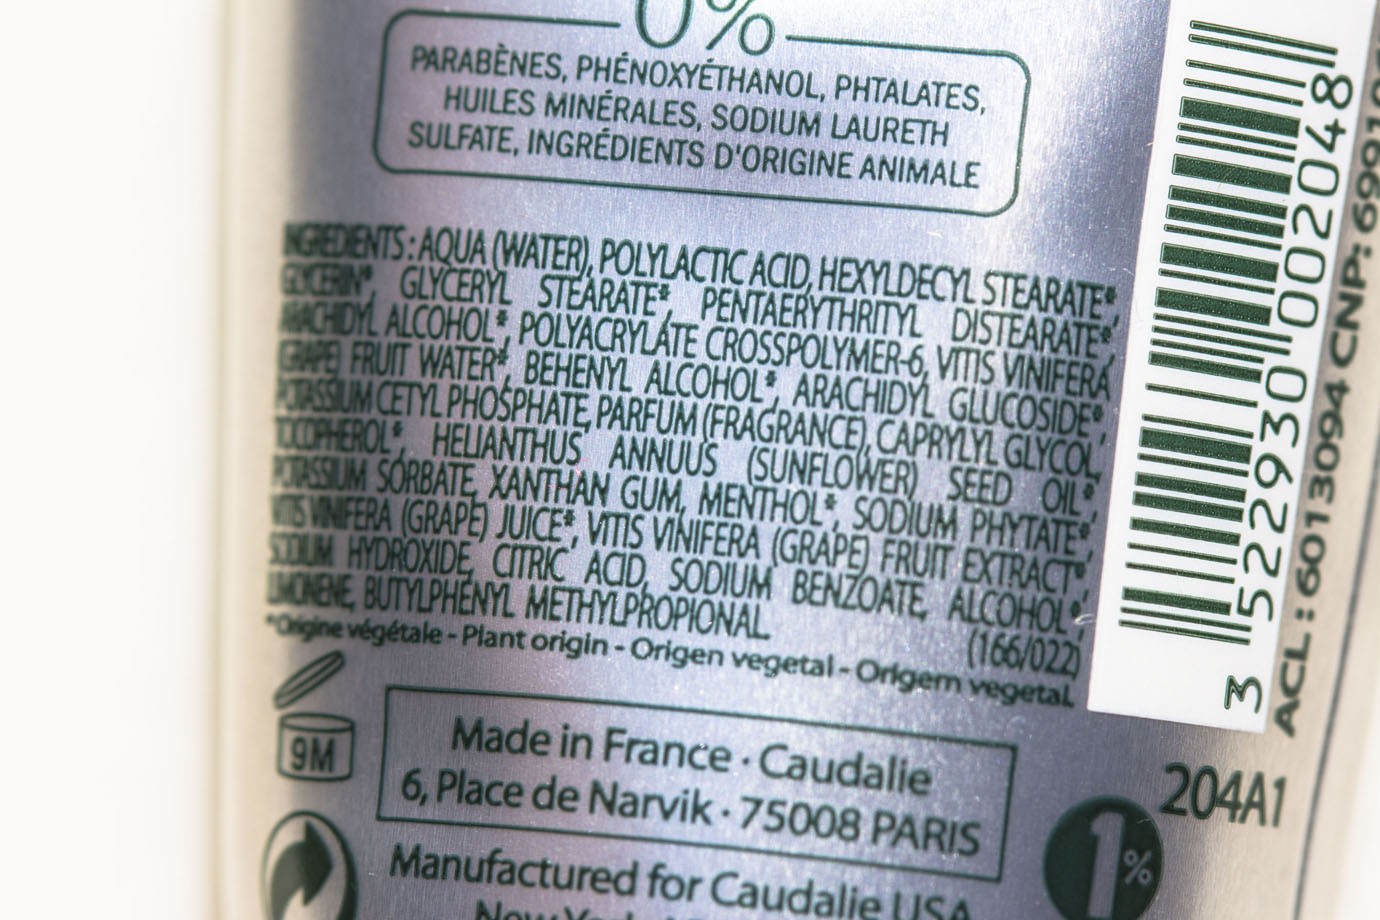 0%
PARABÈNES, PHÉNOXYÉTHANOL, PHTALATES,
HUILES MINÉRALES, SODIUM LAURETH
SULFATE, INGRÉDIENTS D'ORIGINE ANIMALE
INGREDIENTS : AQUA (WATER), POLYLACTIC ACID, HEXYLDECYL STEARATE*,
GLYCERIN*, GLYCERYL STEARATE*, PENTAERYTHRITYL DISTEARATE*,
ARACHIDYL ALCOHOL*, POLYACRYLATE CROSSPOLYMER-6, VITIS VINIFERA
(GRAPE) FRUIT WATER*, BEHENYL ALCOHOL*, ARACHIDYL GLUCOSIDE*,
POTASSIUM CETYL PHOSPHATE, PARFUM (FRAGRANCE), CAPRYLYL GLYCOL,
TOCOPHEROL*, HELIANTHUS ANNUUS (SUNFLOWER) SEED OIL*,
POTASSIUM SORBATE, XANTHAN GUM, MENTHOL*, SODIUM PHYTATE*,
VITIS VINIFERA (GRAPE) JUICE*, VITIS VINIFERA (GRAPE) FRUIT EXTRACT*,
SODIUM HYDROXIDE, CITRIC ACID, SODIUM BENZOATE, ALCOHOL*,
LIMONENE, BUTYLPHENYL METHYLPROPIONAL. (166/022)
*Origine végétale - Plant origin - Origen vegetal - Origem vegetal.
9M
Made in France · Caudalie
6, Place de Narvik · 75008 PARIS
Manufactured for Caudalie USA
New York
204A1
1%
3 522930 002048
ACL : 6013094 CNP: 69910